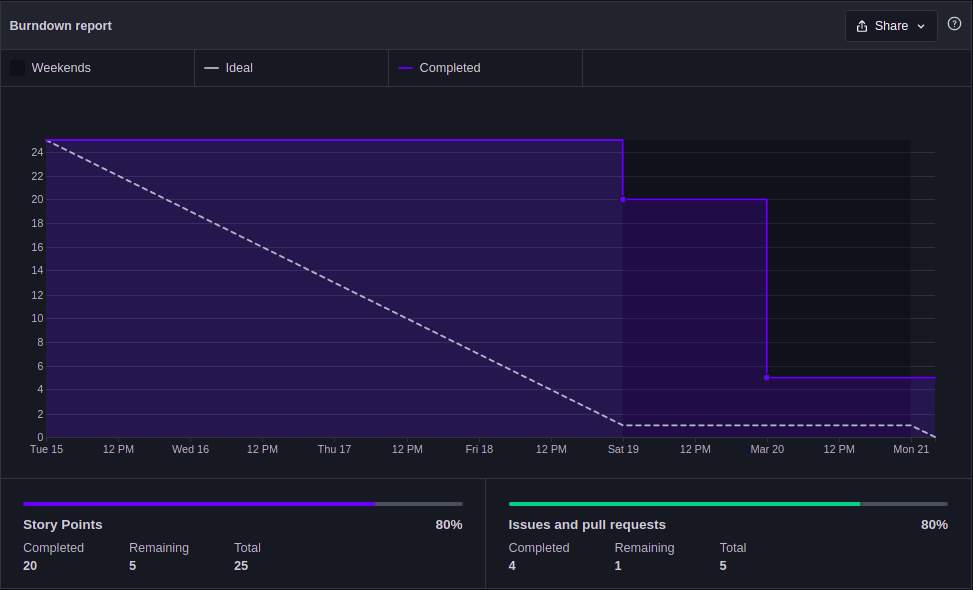 Burndown report
Share
Weekends
Ideal
Completed
24
22
20
18
16
14
12
10
8
6
4
2
0
Tue 15 12 PM Wed 16 12 PM Thu 17 12 PM Fri 18 12 PM Sat 19 12 PM Mar 20 12 PM Mon 21
Story Points 80%
Completed Remaining Total
20 5 25
Issues and pull requests 80%
Completed Remaining Total
4 1 5